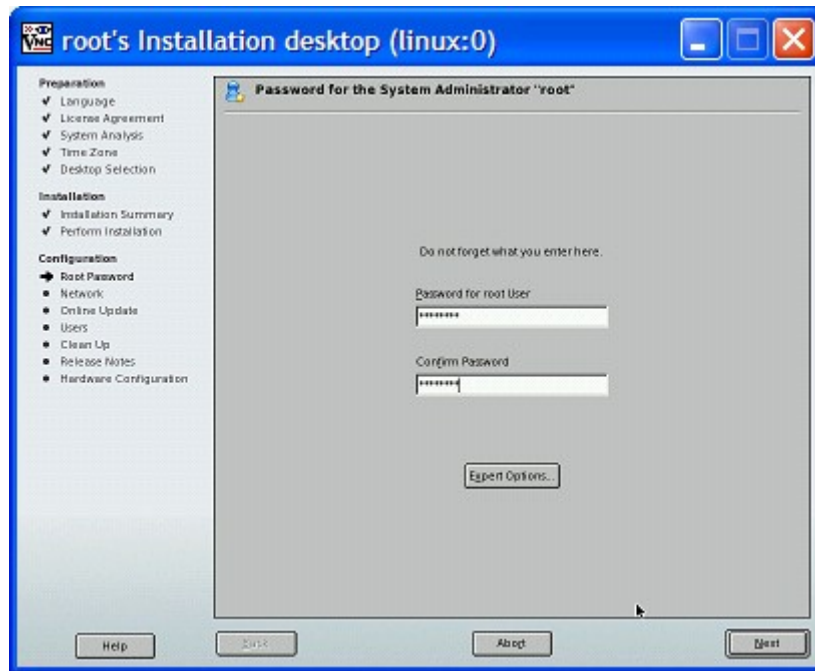 VNC root's Installation desktop (linux:0)
Preparation
Language
License Agreement
System Analysis
Time Zone
Desktop Selection
Installation
Installation Summary
Perform Installation
Configuration
Root Password
Network
Online Update
Users
Clean Up
Release Notes
Hardware Configuration
Password for the System Administrator "root"
Do not forget what you enter here.
Password for root User
********
Confirm Password
********
Expert Options...
Help
Back
Abort
Next